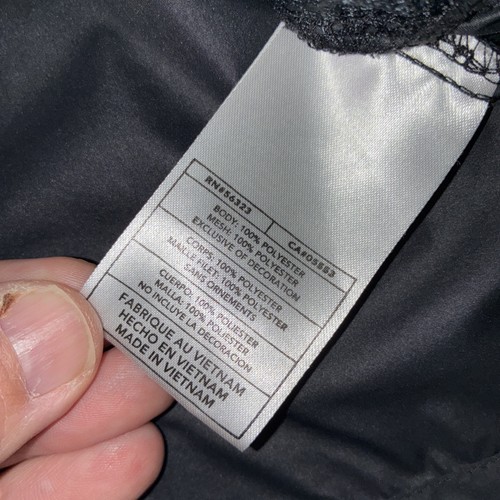 RN#56323 CA#05553
BODY: 100% POLYESTER
MESH: 100% POLYESTER
EXCLUSIVE OF DECORATION
CORPS: 100% POLYESTER
MAILLE FILET: 100% POLYESTER
SANS ORNEMENTS
CUERPO: 100% POLIESTER
MALLA: 100% POLIESTER
NO INCLUYE LA DECORACIÓN
FABRIQUE AU VIETNAM
HECHO EN VIETNAM
MADE IN VIETNAM